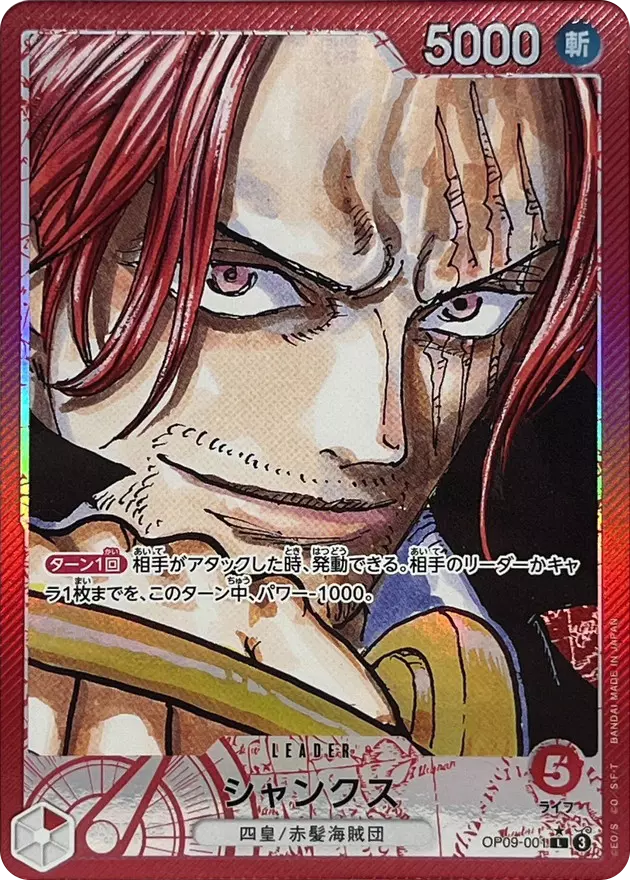 5000 斬
ターン1回 相手がアタックした時、発動できる。相手のリーダーかキャ
ラ1枚までを、このターン中、パワー-1000。
LEADER
シャンクス
5
ライフ
四皇/赤髪海賊団
OP09-001 L 3
BANDAI MADE IN JAPAN